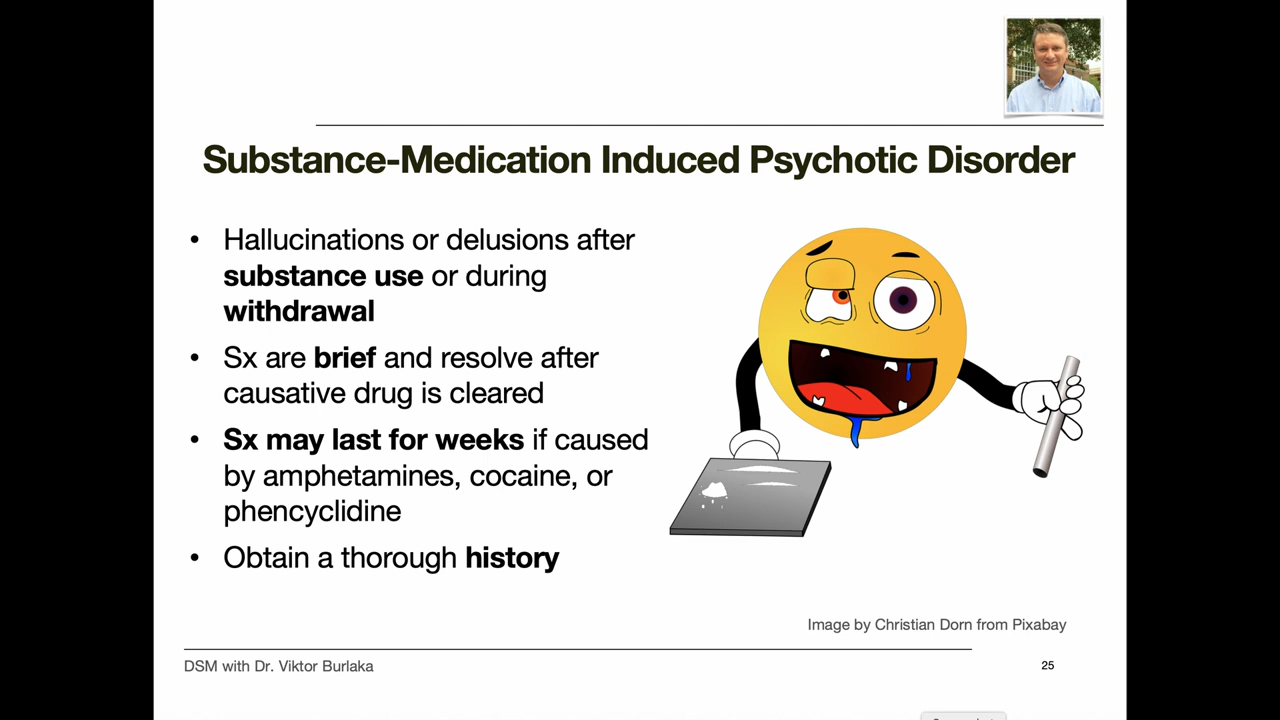 Substance-Medication Induced Psychotic Disorder
• Hallucinations or delusions after
substance use or during
withdrawal
• Sx are brief and resolve after
causative drug is cleared
• Sx may last for weeks if caused
by amphetamines, cocaine, or
phencyclidine
• Obtain a thorough history
Image by Christian Dorn from Pixabay
DSM with Dr. Viktor Burlaka
25